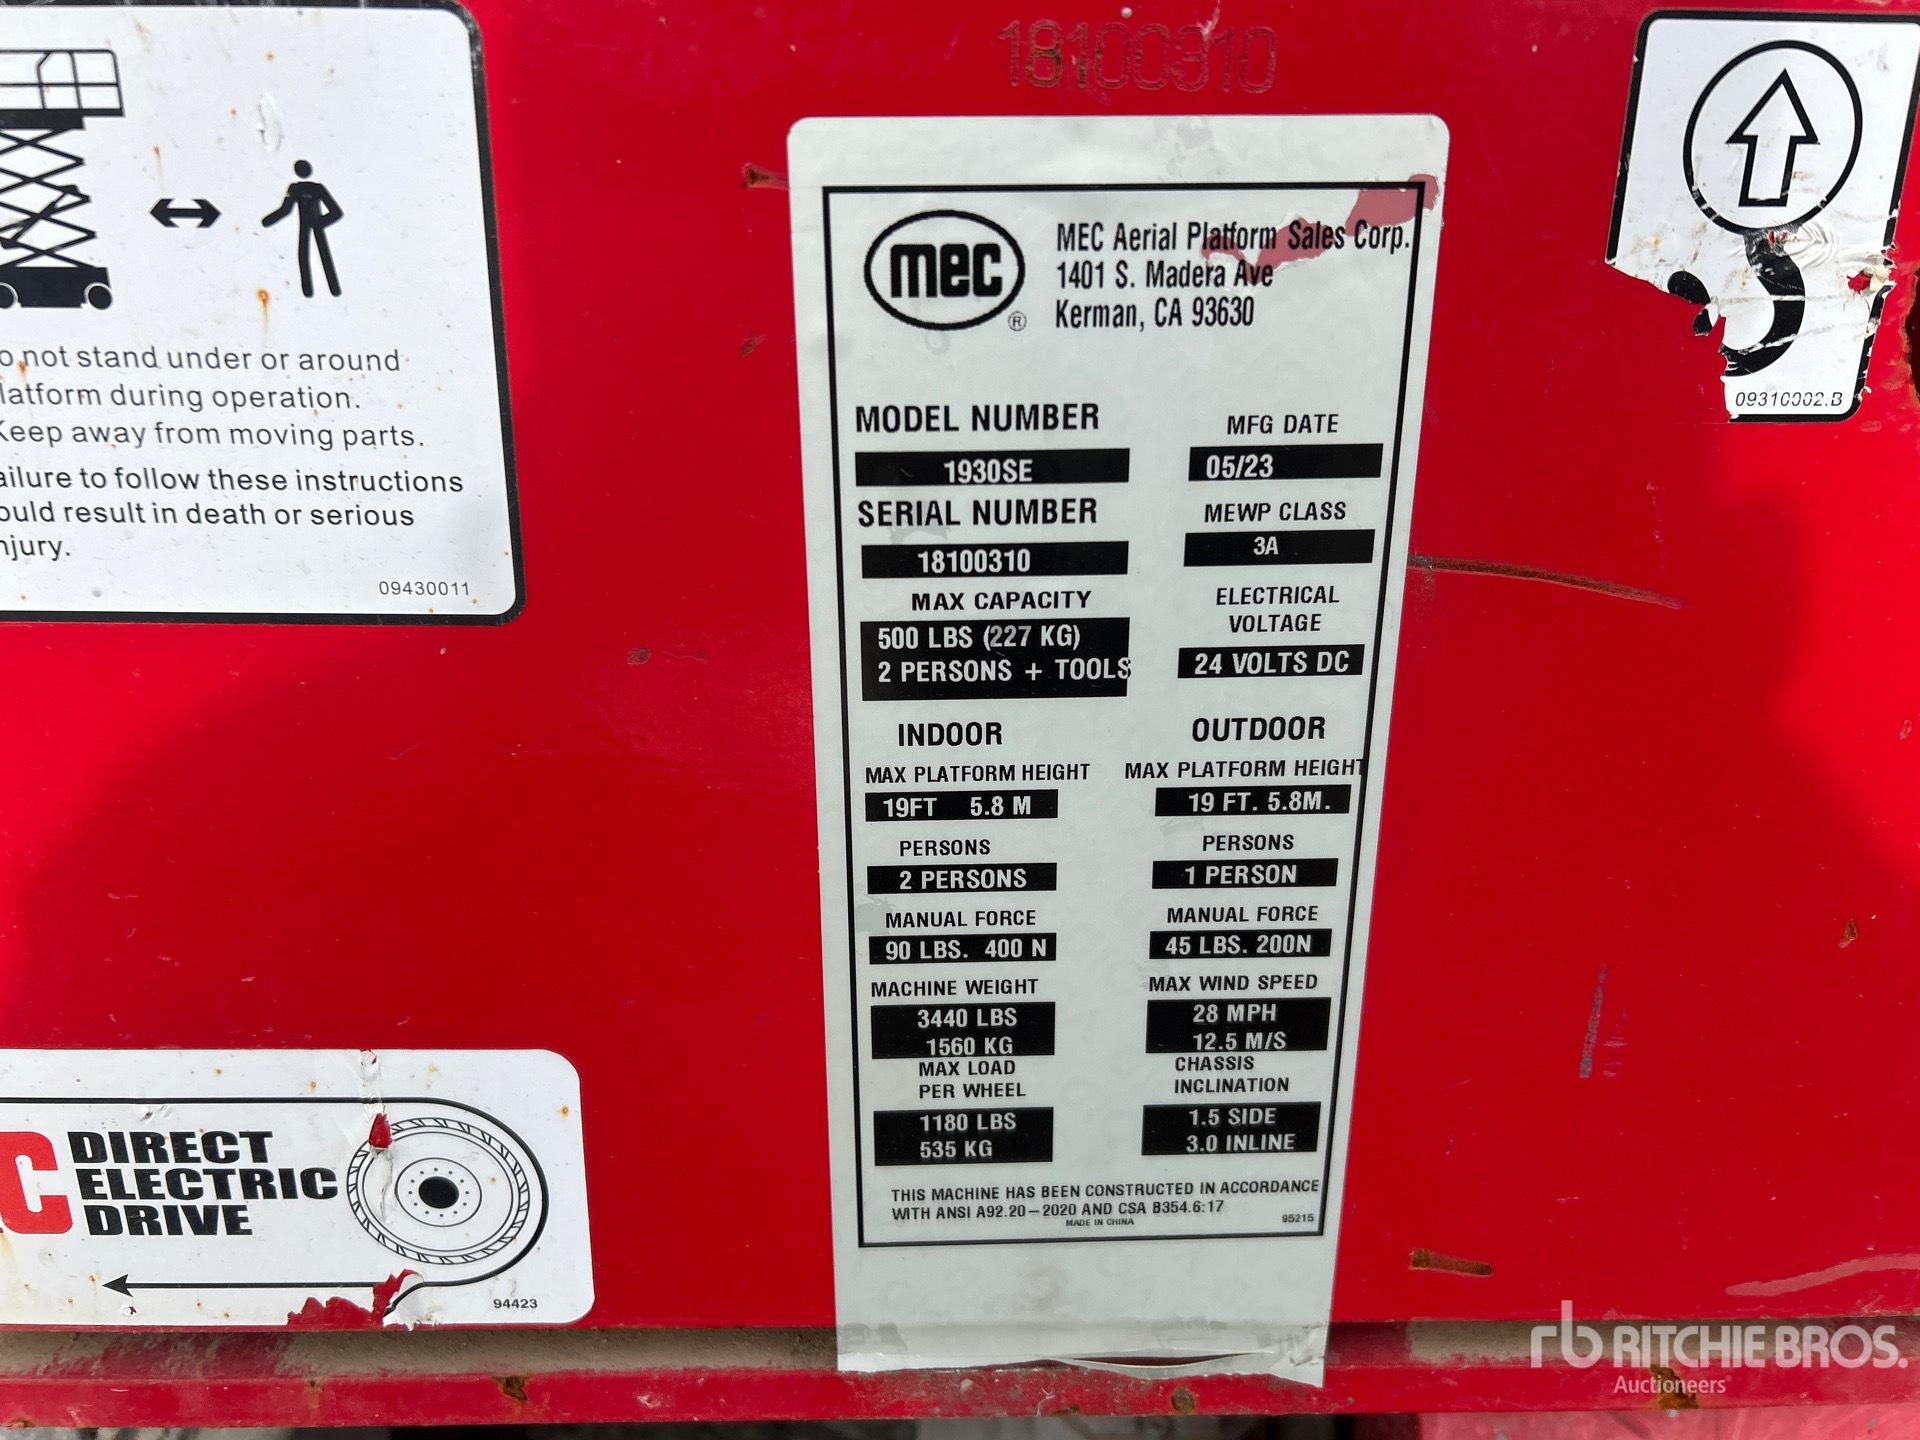 18100310
not stand under or around
during operation.
away from moving parts.
to follow these instructions
result in death or serious
09430011
mec
®
MEC Aerial Platform Sales Corp.
1401 S. Madera Ave
Kerman, CA 93630
MODEL NUMBER
1930SE
MFG DATE
05/23
SERIAL NUMBER
18100310
MEWP CLASS
3A
MAX CAPACITY
500 LBS (227 KG)
2 PERSONS + TOOLS
ELECTRICAL
VOLTAGE
24 VOLTS DC
INDOOR
MAX PLATFORM HEIGHT
19FT 5.8 M
PERSONS
2 PERSONS
MANUAL FORCE
90 LBS. 400 N
MACHINE WEIGHT
3440 LBS
1560 KG
MAX LOAD
PER WHEEL
1180 LBS
535 KG
OUTDOOR
MAX PLATFORM HEIGHT
19 FT. 5.8M.
PERSONS
1 PERSON
MANUAL FORCE
45 LBS. 200N
MAX WIND SPEED
28 MPH
12.5 M/S
CHASSIS
INCLINATION
1.5 SIDE
3.0 INLINE
THIS MACHINE HAS BEEN CONSTRUCTED IN ACCORDANCE
WITH ANSI A92.20-2020 AND CSA B354.6:17
MADE IN CHINA
95215
09310002.B
C
DIRECT
ELECTRIC
DRIVE
94423
rb RITCHIE BROS.
Auctioneers